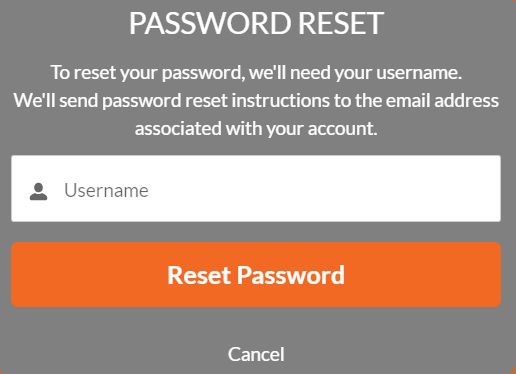 PASSWORD RESET
To reset your password, we'll need your username.
We'll send password reset instructions to the email address
associated with your account.
Username
Reset Password
Cancel